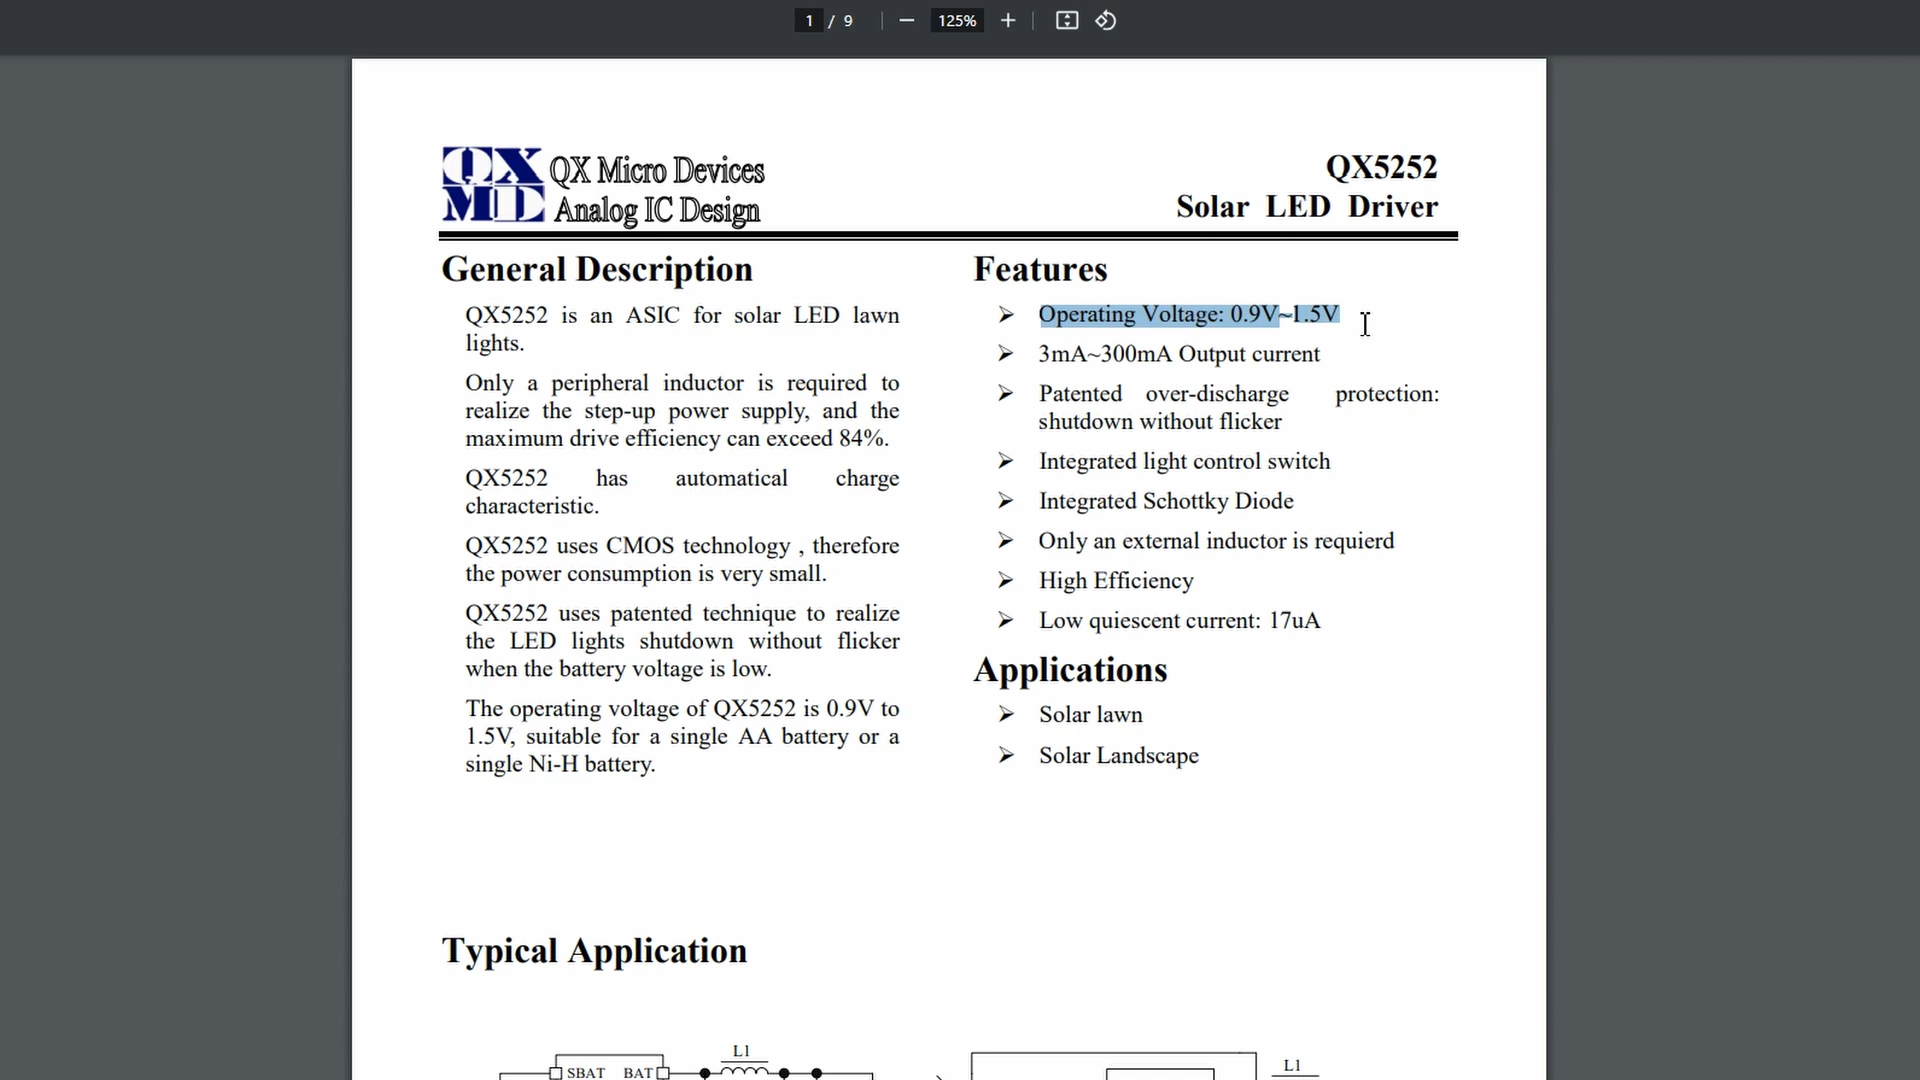 1 / 9 125%
QX MD QX Micro Devices
Analog IC Design
QX5252
Solar LED Driver
General Description
QX5252 is an ASIC for solar LED lawn
lights.
Only a peripheral inductor is required to
realize the step-up power supply, and the
maximum drive efficiency can exceed 84%.
QX5252 has automatical charge
characteristic.
QX5252 uses CMOS technology , therefore
the power consumption is very small.
QX5252 uses patented technique to realize
the LED lights shutdown without flicker
when the battery voltage is low.
The operating voltage of QX5252 is 0.9V to
1.5V, suitable for a single AA battery or a
single Ni-H battery.
Features
➢ Operating Voltage: 0.9V~1.5V
➢ 3mA~300mA Output current
➢ Patented over-discharge protection:
shutdown without flicker
➢ Integrated light control switch
➢ Integrated Schottky Diode
➢ Only an external inductor is requierd
➢ High Efficiency
➢ Low quiescent current: 17uA
Applications
➢ Solar lawn
➢ Solar Landscape
Typical Application
L1
SBAT BAT
L1